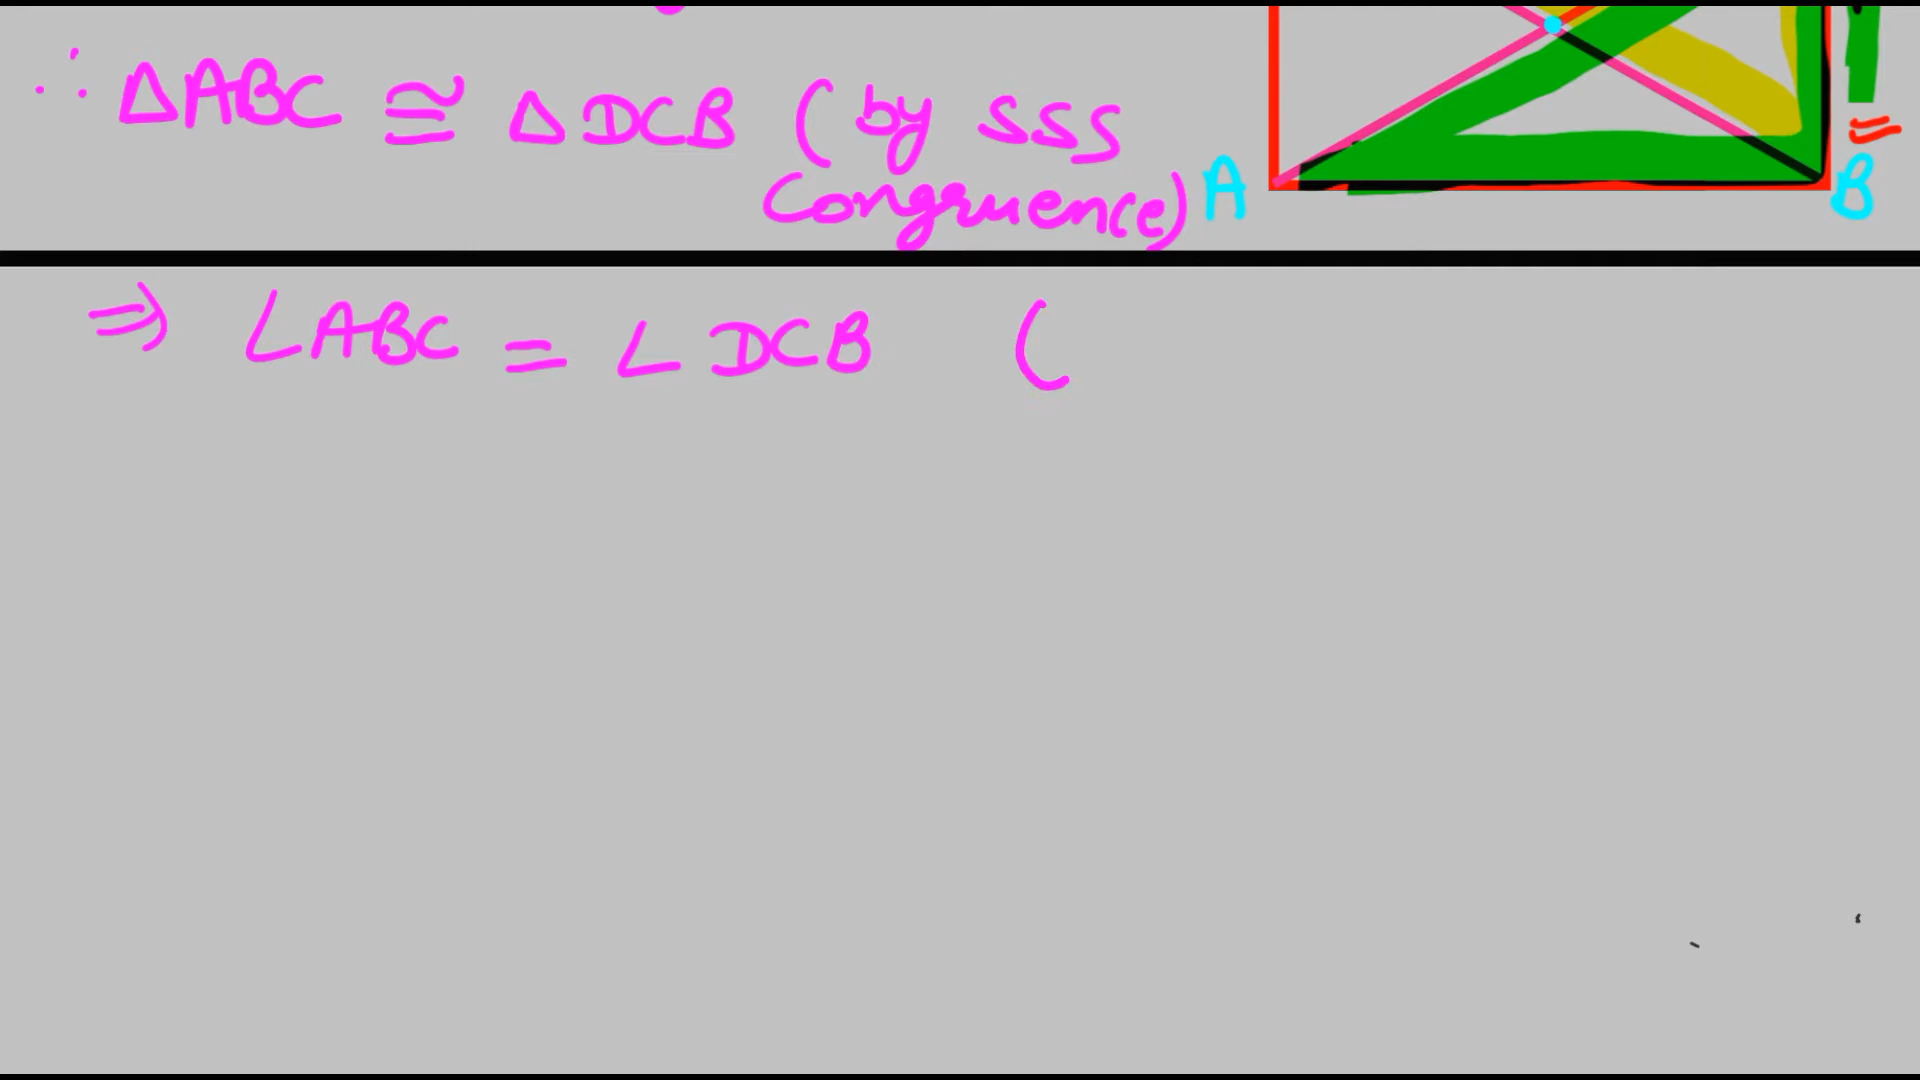 ∴ ΔABC ≅ ΔDCB (by SSS
Congruence)
A
B
⇒ ∠ABC = ∠DCB (